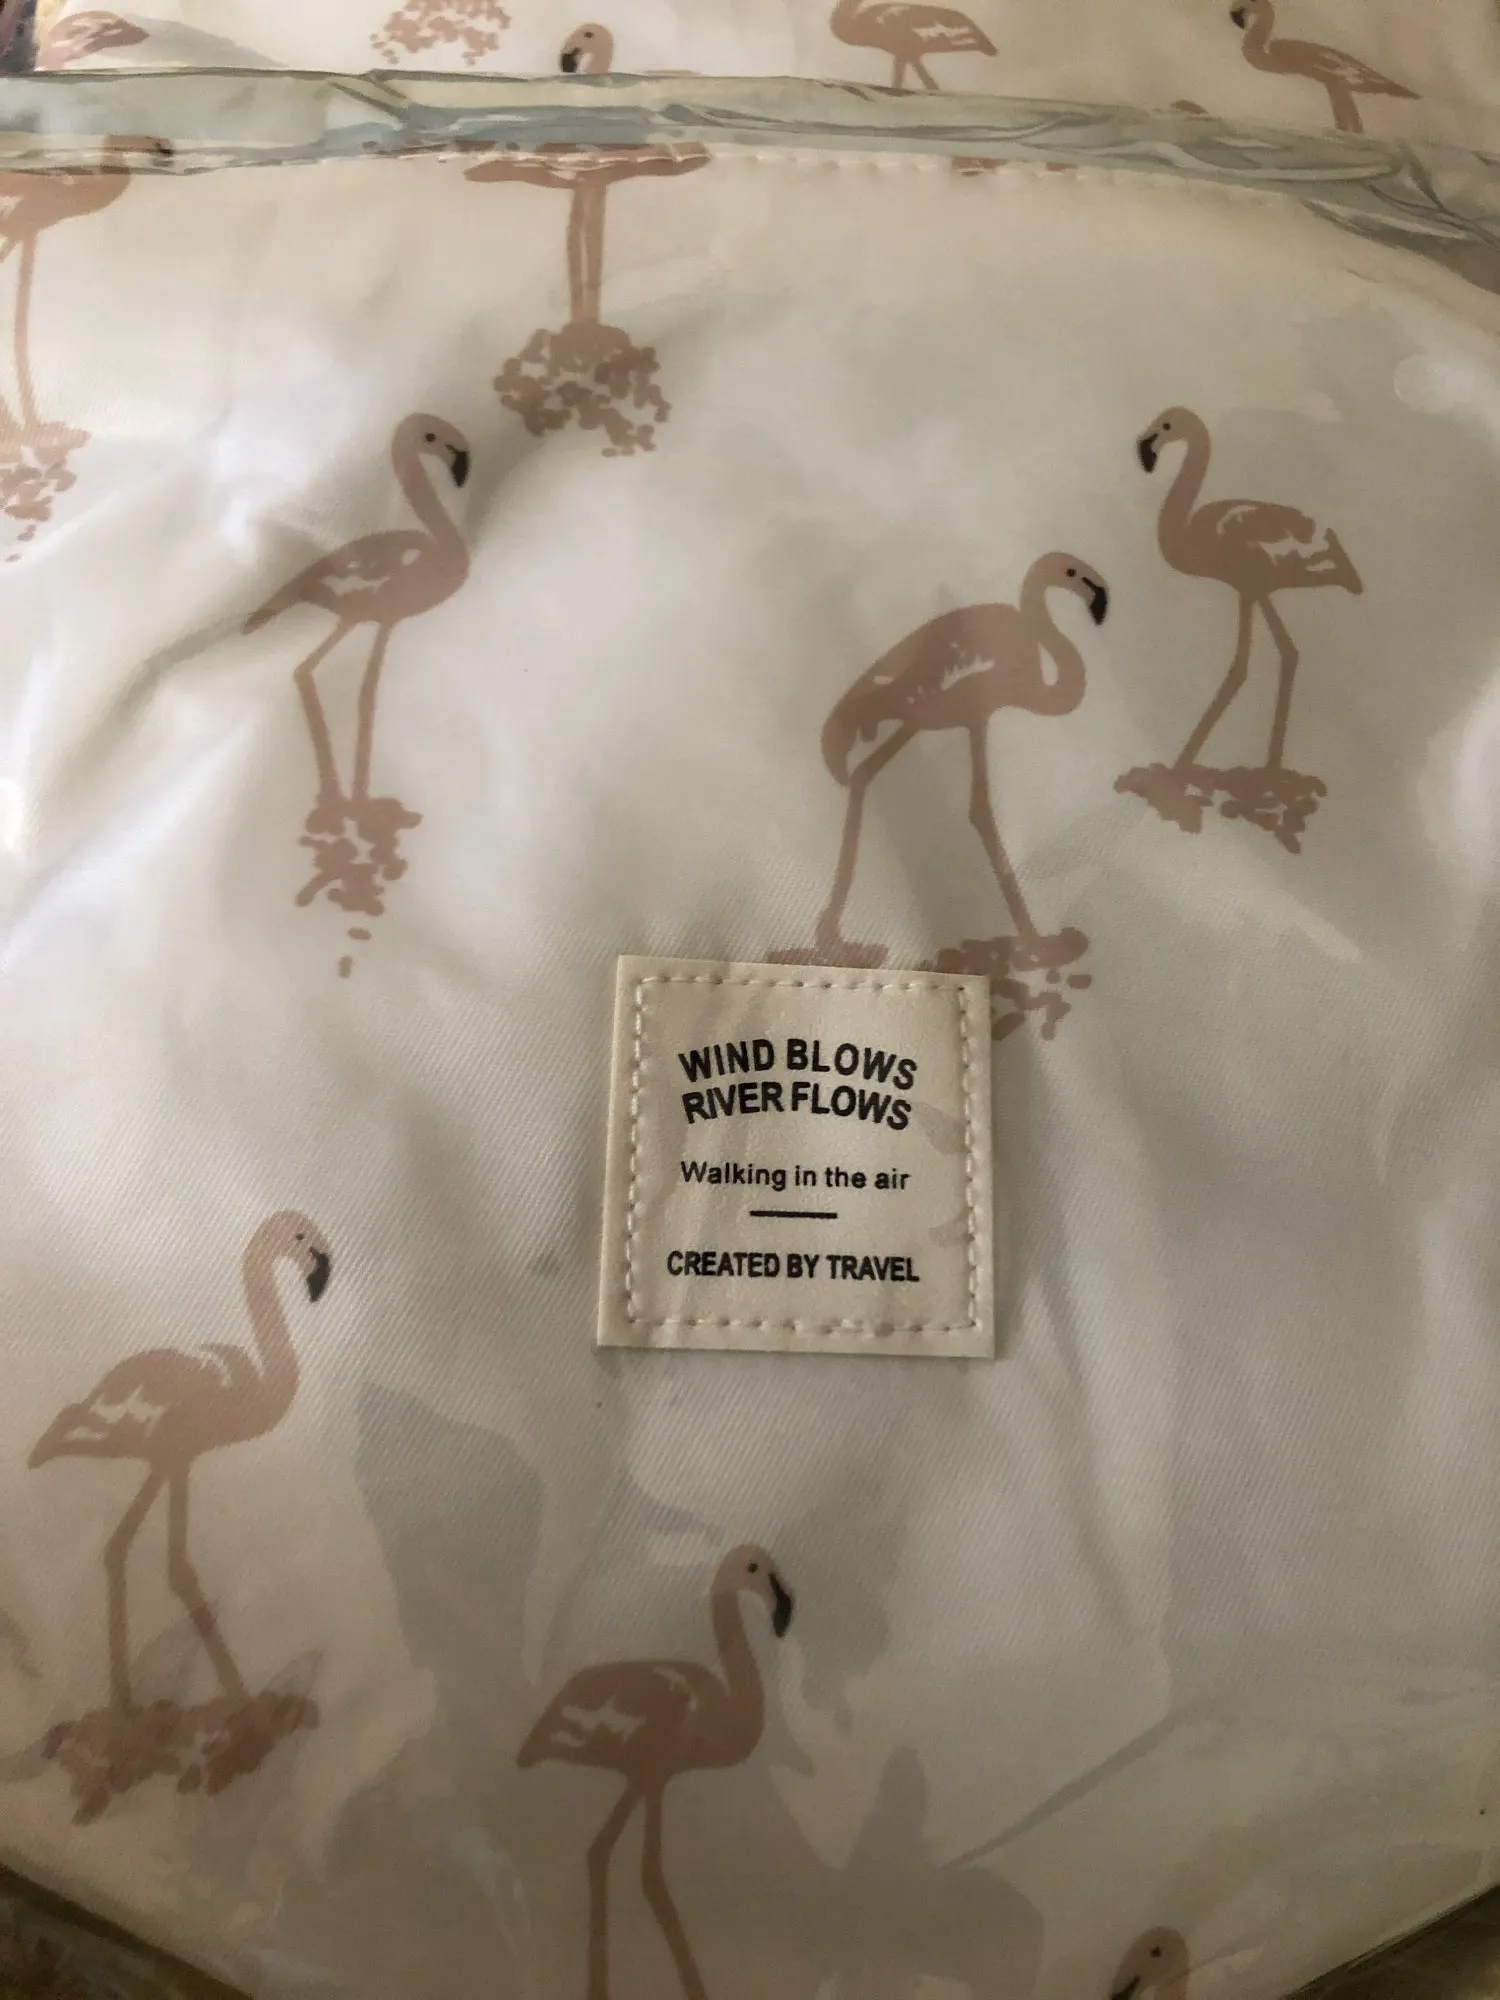 WIND BLOWS
RIVER FLOWS
Walking in the air
CREATED BY TRAVEL